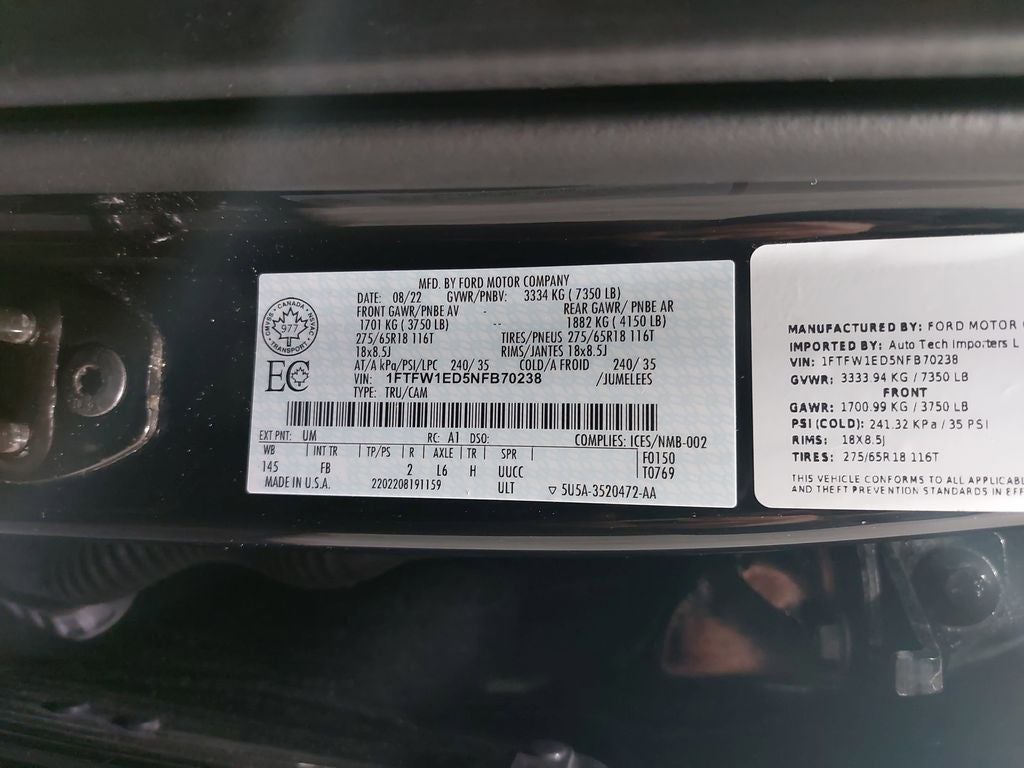 MFD. BY FORD MOTOR COMPANY
DATE: 08/22 GVWR/PNBV: 3334 KG ( 7350 LB)
FRONT GAWR/PNBE AV REAR GAWR/ PNBE AR
1701 KG ( 3750 LB) -- 1882 KG ( 4150 LB)
275/65R18 116T TIRES/PNEUS 275/65R18 116T
18x8.5J RIMS/JANTES 18x8.5J
AT/A kPa/PSI/LPC 240/ 35 COLD/A FROID 240/ 35
VIN: 1FTFW1ED5NFB70238 /JUMELEES
TYPE: TRU/CAM
CANADA
977
TRANSPORT
EC
EXT PNT: UM RC: A1 DSO: COMPLIES: ICES/NMB-002
WB INT TR TP/PS R AXLE TR SPR F0150
145 FB 2 L6 H UUCC T0769
MADE IN U.S.A. 2202208191159 ULT ▽ 5U5A-3520472-AA
MANUFACTURED BY: FORD MOTOR
IMPORTED BY: Auto Tech Importers L
VIN: 1FTFW1ED5NFB70238
GVWR: 3333.94 KG / 7350 LB
FRONT
GAWR: 1700.99 KG / 3750 LB
PSI (COLD): 241.32 KPa / 35 PSI
RIMS: 18X8.5J
TIRES: 275/65R18 116T
THIS VEHICLE CONFORMS TO ALL APPLICABL
AND THEFT PREVENTION STANDARDS IN EFF